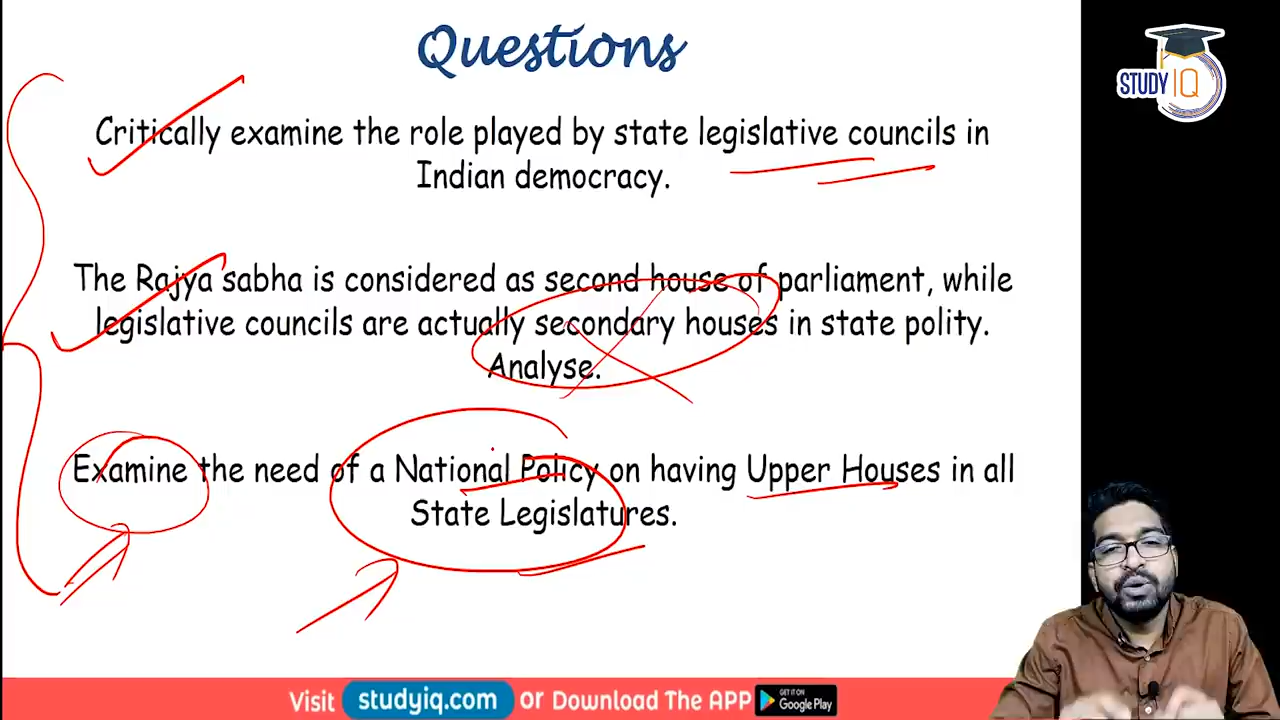 Questions
STUDY IQ
Critically examine the role played by state legislative councils in
Indian democracy.
The Rajya sabha is considered as second house of parliament, while
legislative councils are actually secondary houses in state polity.
Analyse.
Examine the need of a National Policy on having Upper Houses in all
State Legislatures.
Visit studyiq.com or Download The APP GET IT ON Google Play